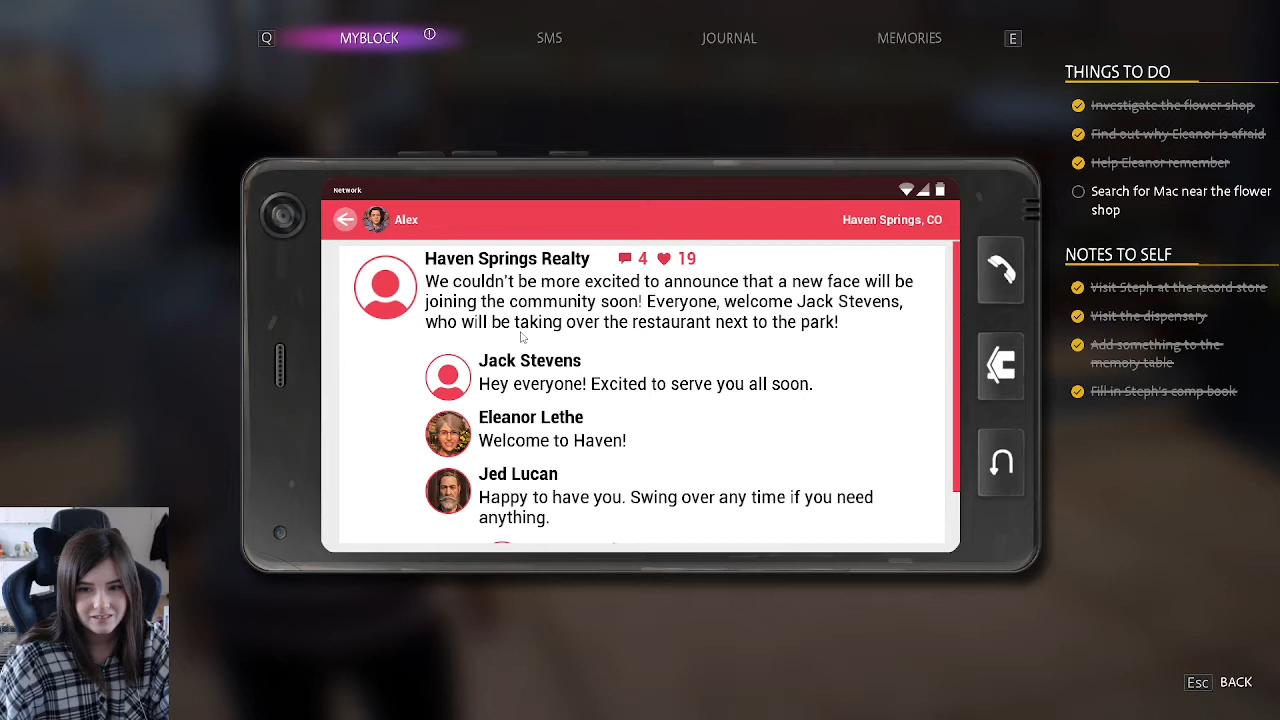 Q MYBLOCK SMS JOURNAL MEMORIES E
THINGS TO DO
Investigate the flower shop
Find out why Eleanor is afraid
Help Eleanor remember
Search for Mac near the flower
shop
NOTES TO SELF
Visit Steph at the record store
Visit the dispensary
Add something to the
memory table
Fill in Steph's comp book
Network
Alex Haven Springs, CO
Haven Springs Realty 4 19
We couldn't be more excited to announce that a new face will be
joining the community soon! Everyone, welcome Jack Stevens,
who will be taking over the restaurant next to the park!
Jack Stevens
Hey everyone! Excited to serve you all soon.
Eleanor Lethe
Welcome to Haven!
Jed Lucan
Happy to have you. Swing over any time if you need
anything.
Esc BACK